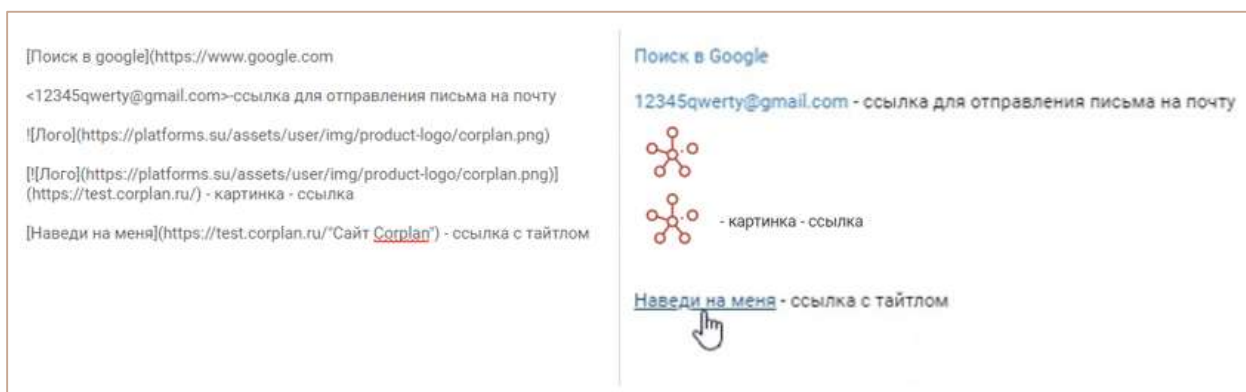 [Поиск в google](https://www.google.com
<12345qwerty@gmail.com>-ссылка для отправления письма на почту
![Лого](https://platforms.su/assets/user/img/product-logo/corplan.png)
[![Лого](https://platforms.su/assets/user/img/product-logo/corplan.png)]
(https://test.corplan.ru/) - картинка - ссылка
[Наведи на меня](https://test.corplan.ru/"Сайт Corplan") - ссылка с тайтлом
Поиск в Google
12345qwerty@gmail.com - ссылка для отправления письма на почту
- картинка - ссылка
Наведи на меня - ссылка с тайтлом